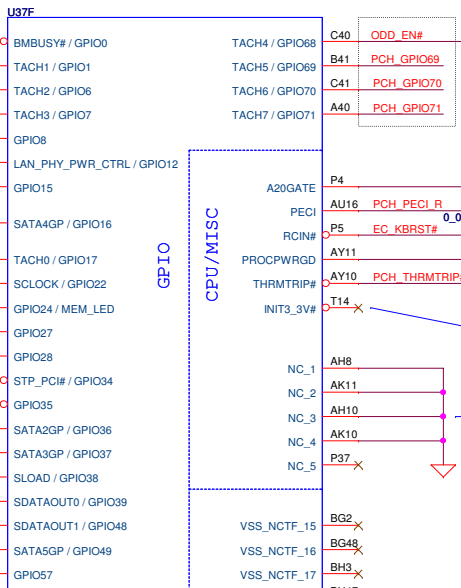 U37F
BMBUSY# / GPIO0 TACH4 / GPIO68 C40 ODD_EN#
TACH1 / GPIO1 TACH5 / GPIO69 B41 PCH_GPIO69
TACH2 / GPIO6 TACH6 / GPIO70 C41 PCH_GPIO70
TACH3 / GPIO7 TACH7 / GPIO71 A40 PCH_GPIO71
GPIO8
LAN_PHY_PWR_CTRL / GPIO12
GPIO15 A20GATE P4
PECI AU16 PCH_PECI_R
SATA4GP / GPIO16 0_0
RCIN# P5 EC_KBRST#
TACH0 / GPIO17 PROCPWRGD AY11
SCLOCK / GPIO22 THRMTRIP# AY10 PCH_THRMTRIP#
GPIO24 / MEM_LED INIT3_3V# T14
GPIO
CPU/MISC
GPIO27
GPIO28 NC_1 AH8
STP_PCI# / GPIO34 NC_2 AK11
GPIO35 NC_3 AH10
SATA2GP / GPIO36 NC_4 AK10
SATA3GP / GPIO37 NC_5 P37
SLOAD / GPIO38
SDATAOUT0 / GPIO39
SDATAOUT1 / GPIO48 VSS_NCTF_15 BG2
SATA5GP / GPIO49 VSS_NCTF_16 BG48
GPIO57 VSS_NCTF_17 BH3